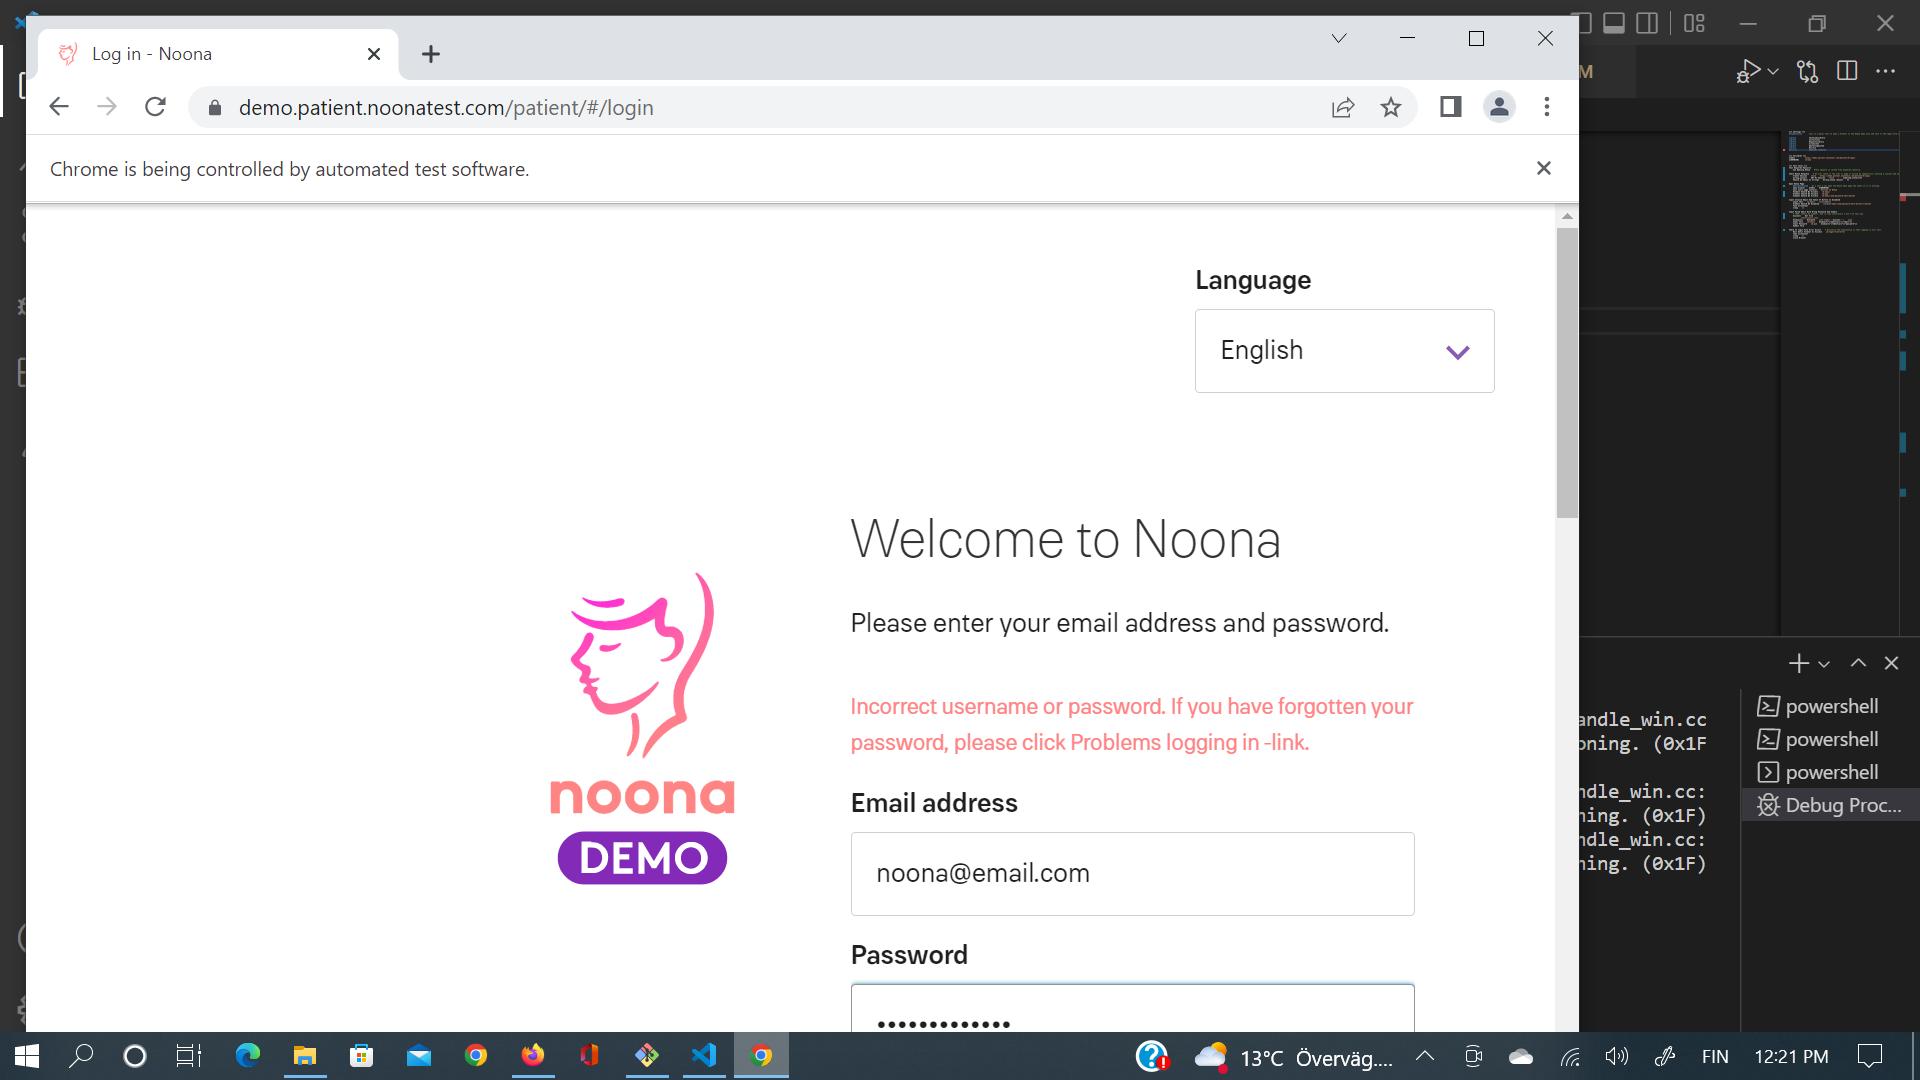 Log in - Noona
demo.patient.noonatest.com/patient/#/login
Chrome is being controlled by automated test software.
Language
English
Welcome to Noona
Please enter your email address and password.
Incorrect username or password. If you have forgotten your
password, please click Problems logging in -link.
Email address
noona@email.com
Password
noona
DEMO
M
andle_win.cc
oning. (0x1F
ndle_win.cc:
ning. (0x1F)
ndle_win.cc:
ning. (0x1F)
powershell
powershell
powershell
Debug Proc...
13°C Överväg....
FIN
12:21 PM